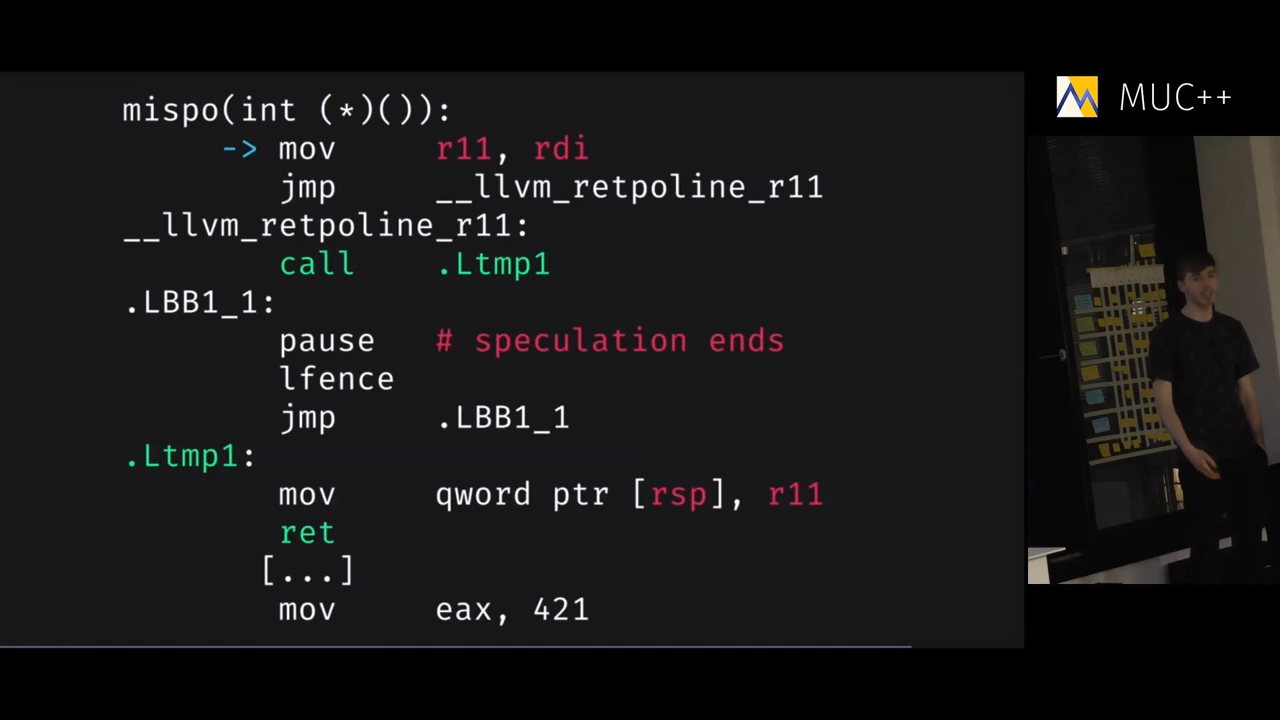 MUC++
mispo(int (*)()):
-> mov r11, rdi
jmp __llvm_retpoline_r11
__llvm_retpoline_r11:
call .Ltmp1
.LBB1_1:
pause # speculation ends
lfence
jmp .LBB1_1
.Ltmp1:
mov qword ptr [rsp], r11
ret
[...]
mov eax, 421